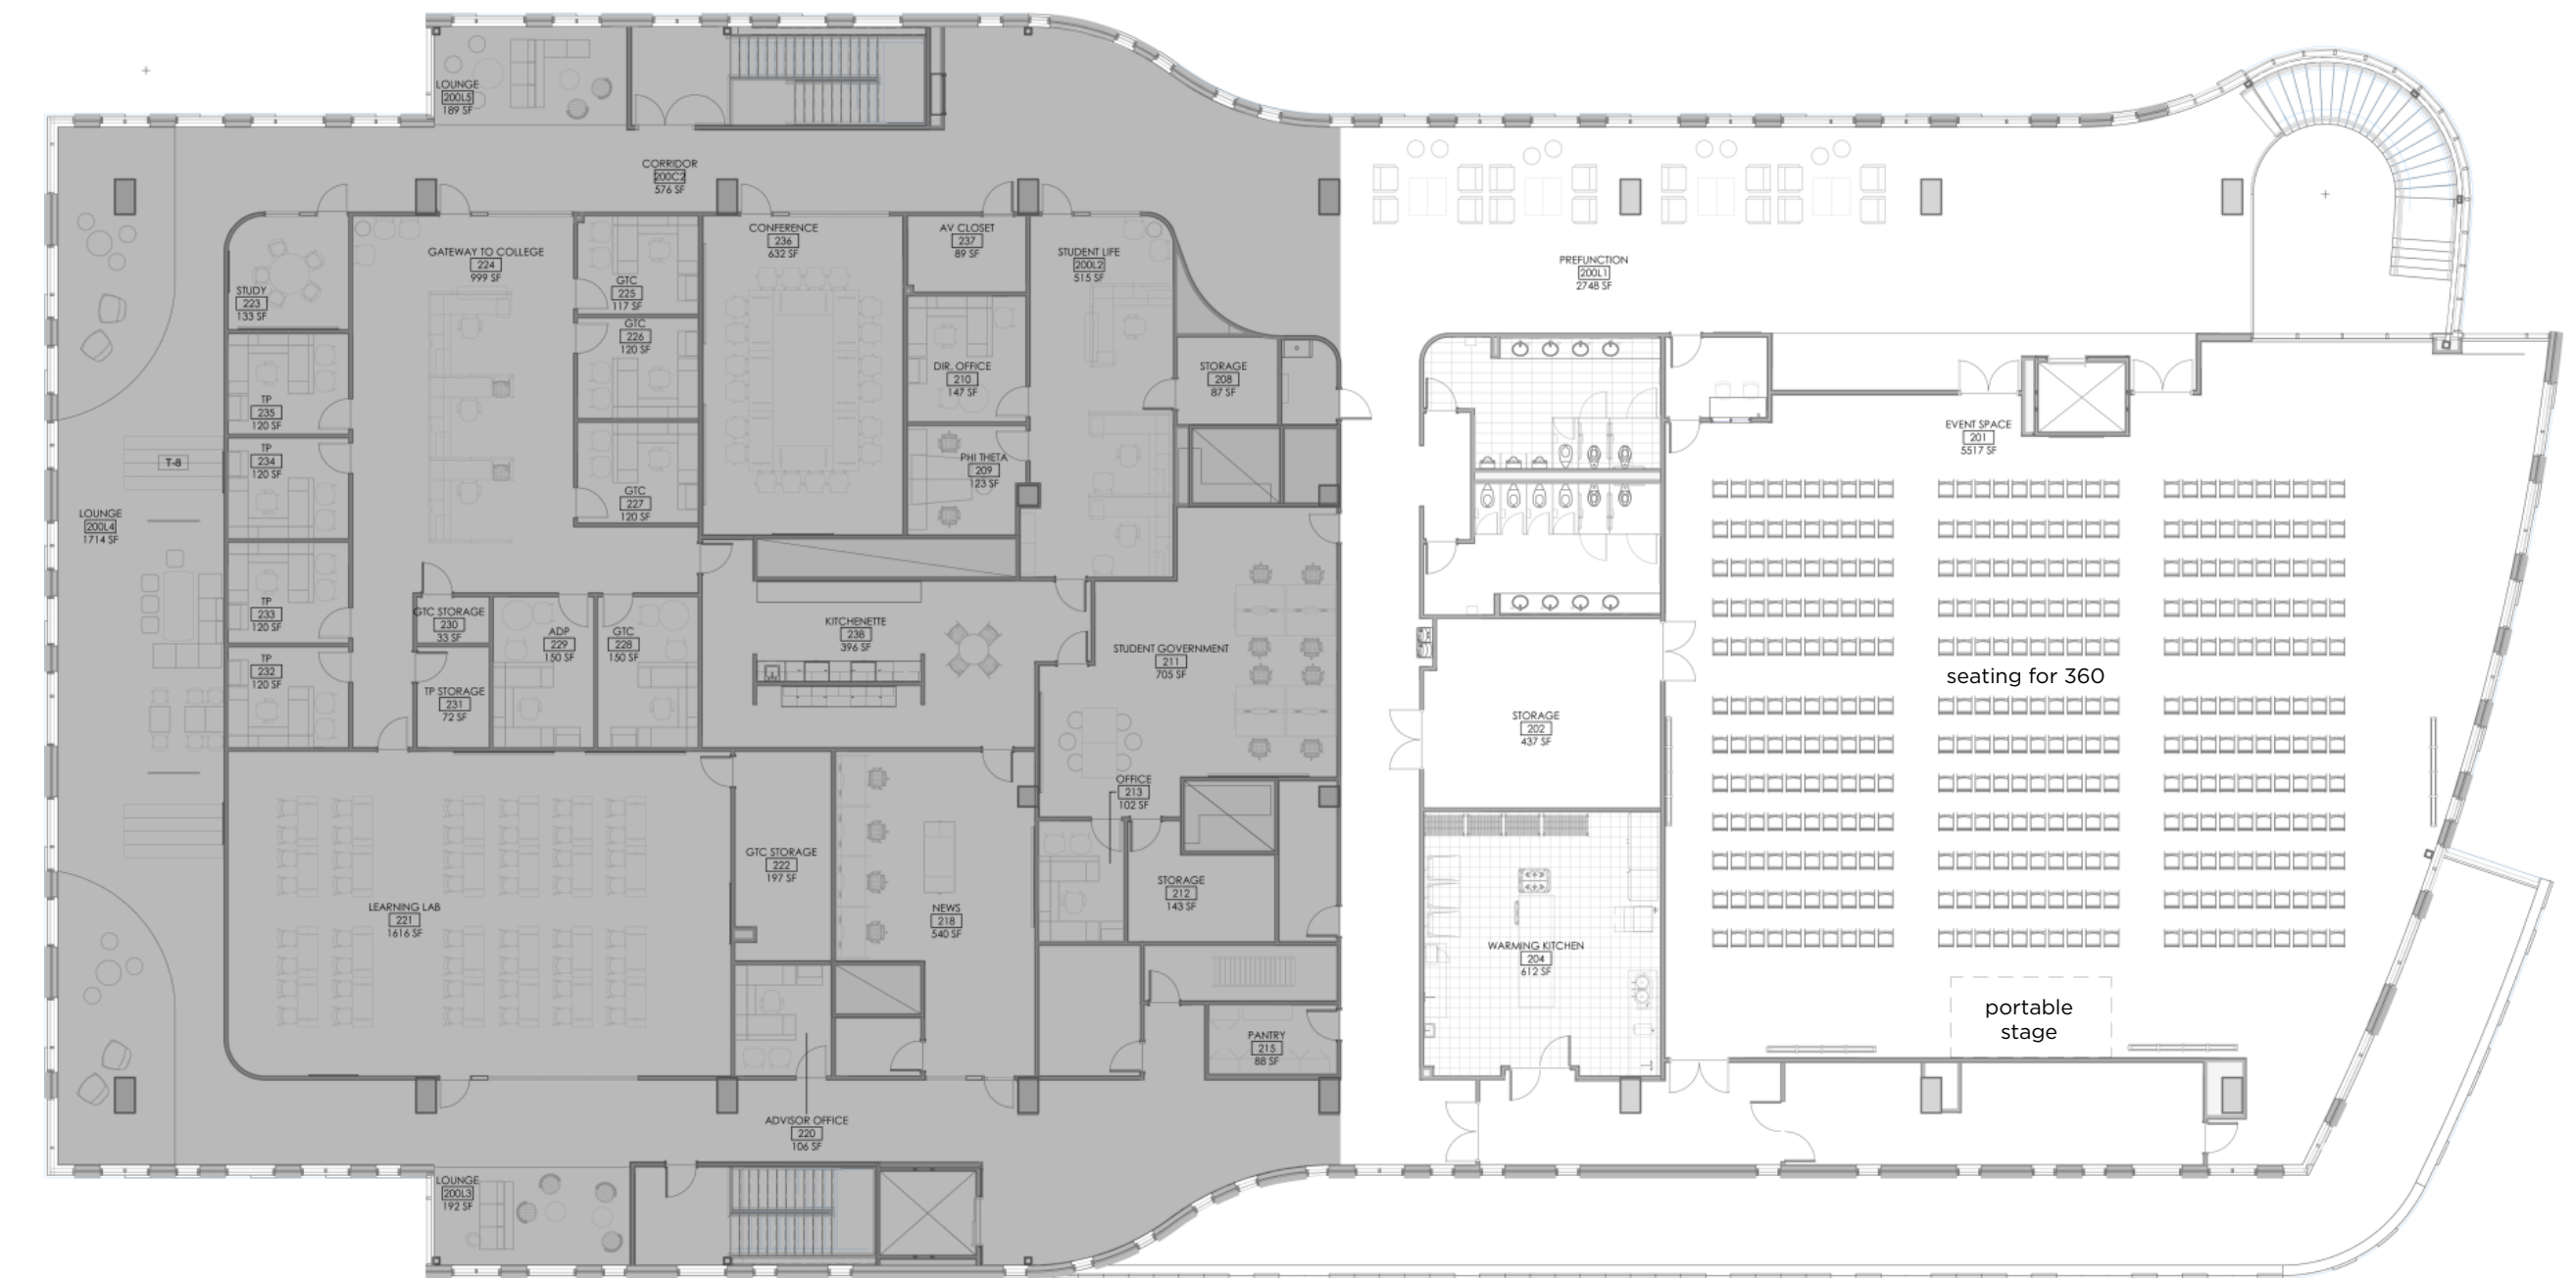 LOUNGE
200L5
189 SF
CORRIDOR
200C2
576 SF
GATEWAY TO COLLEGE
224
999 SF
CONFERENCE
236
632 SF
AV CLOSET
237
89 SF
STUDENT LIFE
200L2
515 SF
PREFUNCTION
200L1
2748 SF
STUDY
223
133 SF
GTC
225
117 SF
GTC
226
120 SF
DIR. OFFICE
210
147 SF
STORAGE
208
87 SF
TP
235
120 SF
EVENT SPACE
201
5517 SF
T-8
TP
234
120 SF
PHI THETA
209
123 SF
GTC
227
120 SF
LOUNGE
200L4
1714 SF
TP
233
120 SF
GTC STORAGE
230
33 SF
ADP
229
150 SF
GTC
228
150 SF
KITCHENETTE
238
396 SF
STUDENT GOVERNMENT
211
705 SF
seating for 360
TP
232
120 SF
TP STORAGE
231
72 SF
STORAGE
202
437 SF
OFFICE
213
102 SF
GTC STORAGE
222
197 SF
STORAGE
212
143 SF
LEARNING LAB
221
1616 SF
NEWS
218
540 SF
WARMING KITCHEN
204
612 SF
portable
stage
PANTRY
215
88 SF
ADVISOR OFFICE
220
106 SF
LOUNGE
200L3
192 SF